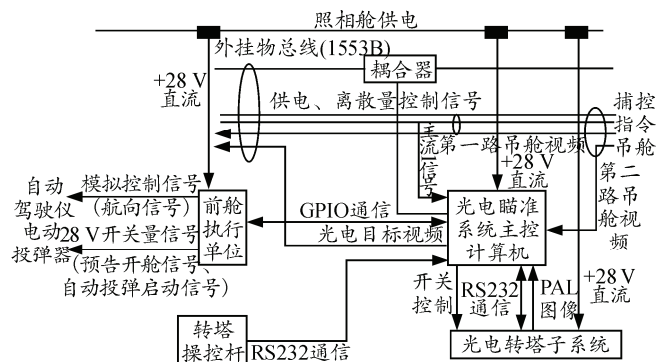 照相舱供电
外挂物总线(1553B)
耦合器
+28 V
直流
供电、离散量控制信号
捕控
指令
吊舱
主流1信号
第一路吊舱视频
+28 V
直流
第二路吊舱视频
自动
驾驶仪
电动
投弹器
模拟控制信号
(航向信号)
28 V开关量信号
(预告开舱信号、
自动投弹启动信号)
前舱
执行
单位
GPIO通信
光电目标视频
光电瞄准
系统主控
计算机
开关
控制
RS232
通信
PAL
图像
+28 V
直流
转塔
操控杆
RS232通信
光电转塔子系统